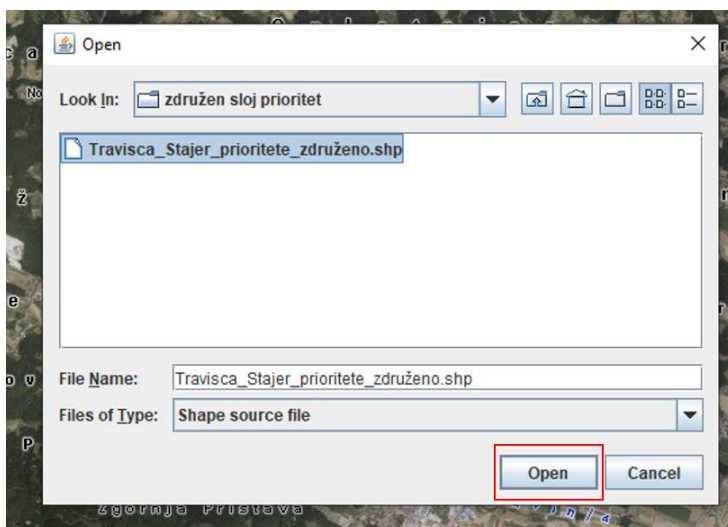 Open
Look In:
združen sloj prioritet
Travisca_Stajer_prioritete_združeno.shp
File Name:
Travisca_Stajer_prioritete_združeno.shp
Files of Type:
Shape source file
Open
Cancel
Zgornja Pristava